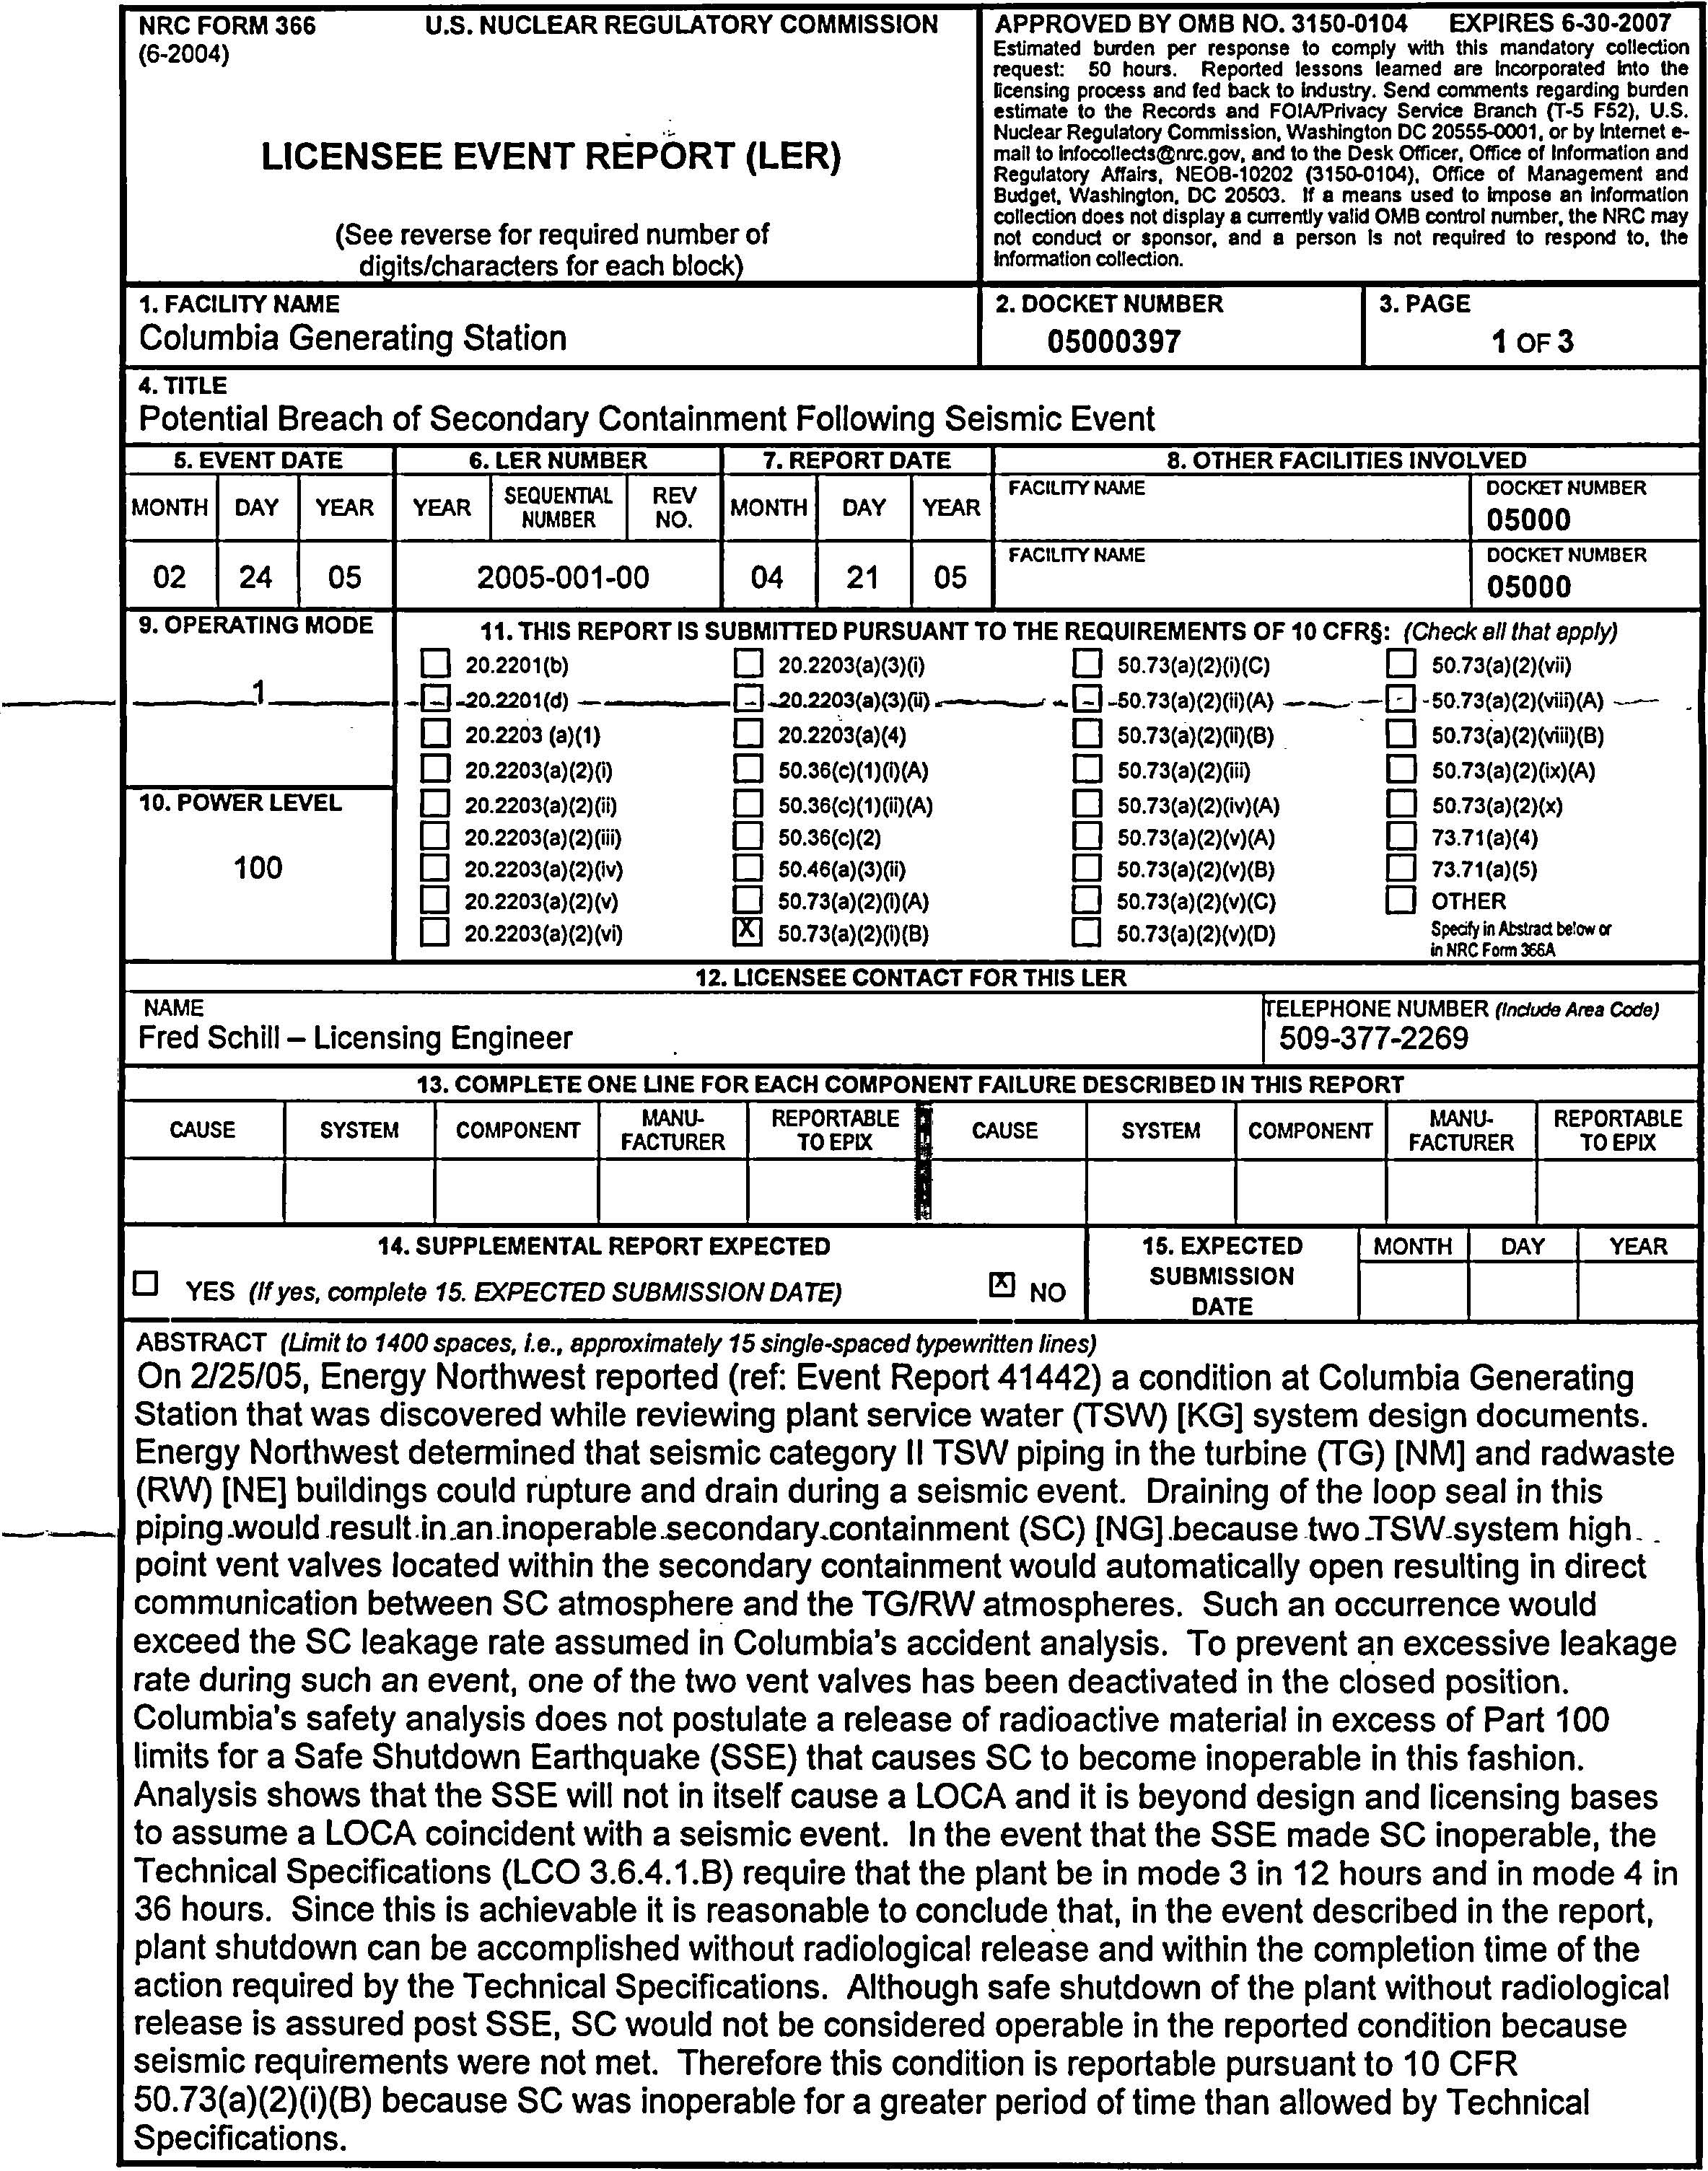 NRC FORM 366 U.S. NUCLEAR REGULATORY COMMISSION
(6-2004)
LICENSEE EVENT REPORT (LER)
(See reverse for required number of
digits/characters for each block)
APPROVED BY OMB NO. 3150-0104 EXPIRES 6-30-2007
Estimated burden per response to comply with this mandatory collection
request: 50 hours. Reported lessons learned are incorporated into the
licensing process and fed back to industry. Send comments regarding burden
estimate to the Records and FOIA/Privacy Service Branch (T-5 F52), U.S.
Nuclear Regulatory Commission, Washington DC 20555-0001, or by internet e-
mail to infocollects@nrc.gov, and to the Desk Officer, Office of Information and
Regulatory Affairs, NEOB-10202 (3150-0104), Office of Management and
Budget, Washington, DC 20503. If a means used to impose an information
collection does not display a currently valid OMB control number, the NRC may
not conduct or sponsor, and a person is not required to respond to, the
information collection.
1. FACILITY NAME
Columbia Generating Station
2. DOCKET NUMBER
05000397
3. PAGE
1 OF 3
4. TITLE
Potential Breach of Secondary Containment Following Seismic Event
5. EVENT DATE 6. LER NUMBER 7. REPORT DATE 8. OTHER FACILITIES INVOLVED
MONTH DAY YEAR YEAR SEQUENTIAL NUMBER REV NO. MONTH DAY YEAR FACILITY NAME DOCKET NUMBER
05000
02 24 05 2005-001-00 04 21 05 FACILITY NAME DOCKET NUMBER
05000
9. OPERATING MODE
1
10. POWER LEVEL
100
11. THIS REPORT IS SUBMITTED PURSUANT TO THE REQUIREMENTS OF 10 CFR§: (Check all that apply)
20.2201(b) 20.2203(a)(3)(i) 50.73(a)(2)(i)(C) 50.73(a)(2)(vii)
20.2201(d) 20.2203(a)(3)(ii) 50.73(a)(2)(ii)(A) 50.73(a)(2)(viii)(A)
20.2203 (a)(1) 20.2203(a)(4) 50.73(a)(2)(ii)(B) 50.73(a)(2)(viii)(B)
20.2203(a)(2)(i) 50.36(c)(1)(i)(A) 50.73(a)(2)(iii) 50.73(a)(2)(ix)(A)
20.2203(a)(2)(ii) 50.36(c)(1)(ii)(A) 50.73(a)(2)(iv)(A) 50.73(a)(2)(x)
20.2203(a)(2)(iii) 50.36(c)(2) 50.73(a)(2)(v)(A) 73.71(a)(4)
20.2203(a)(2)(iv) 50.46(a)(3)(ii) 50.73(a)(2)(v)(B) 73.71(a)(5)
20.2203(a)(2)(v) 50.73(a)(2)(i)(A) 50.73(a)(2)(v)(C) OTHER
20.2203(a)(2)(vi) X 50.73(a)(2)(i)(B) 50.73(a)(2)(v)(D) Specify in Abstract below or
in NRC Form 366A
12. LICENSEE CONTACT FOR THIS LER
NAME TELEPHONE NUMBER (Include Area Code)
Fred Schill – Licensing Engineer 509-377-2269
13. COMPLETE ONE LINE FOR EACH COMPONENT FAILURE DESCRIBED IN THIS REPORT
CAUSE SYSTEM COMPONENT MANU-FACTURER REPORTABLE TO EPIX CAUSE SYSTEM COMPONENT MANU-FACTURER REPORTABLE TO EPIX
14. SUPPLEMENTAL REPORT EXPECTED
YES (If yes, complete 15. EXPECTED SUBMISSION DATE) X NO
15. EXPECTED
SUBMISSION
DATE
MONTH DAY YEAR
ABSTRACT (Limit to 1400 spaces, i.e., approximately 15 single-spaced typewritten lines)
On 2/25/05, Energy Northwest reported (ref: Event Report 41442) a condition at Columbia Generating
Station that was discovered while reviewing plant service water (TSW) [KG] system design documents.
Energy Northwest determined that seismic category II TSW piping in the turbine (TG) [NM] and radwaste
(RW) [NE] buildings could rupture and drain during a seismic event. Draining of the loop seal in this
piping would result in an inoperable secondary containment (SC) [NG] because two TSW system high
point vent valves located within the secondary containment would automatically open resulting in direct
communication between SC atmosphere and the TG/RW atmospheres. Such an occurrence would
exceed the SC leakage rate assumed in Columbia's accident analysis. To prevent an excessive leakage
rate during such an event, one of the two vent valves has been deactivated in the closed position.
Columbia's safety analysis does not postulate a release of radioactive material in excess of Part 100
limits for a Safe Shutdown Earthquake (SSE) that causes SC to become inoperable in this fashion.
Analysis shows that the SSE will not in itself cause a LOCA and it is beyond design and licensing bases
to assume a LOCA coincident with a seismic event. In the event that the SSE made SC inoperable, the
Technical Specifications (LCO 3.6.4.1.B) require that the plant be in mode 3 in 12 hours and in mode 4 in
36 hours. Since this is achievable it is reasonable to conclude that, in the event described in the report,
plant shutdown can be accomplished without radiological release and within the completion time of the
action required by the Technical Specifications. Although safe shutdown of the plant without radiological
release is assured post SSE, SC would not be considered operable in the reported condition because
seismic requirements were not met. Therefore this condition is reportable pursuant to 10 CFR
50.73(a)(2)(i)(B) because SC was inoperable for a greater period of time than allowed by Technical
Specifications.